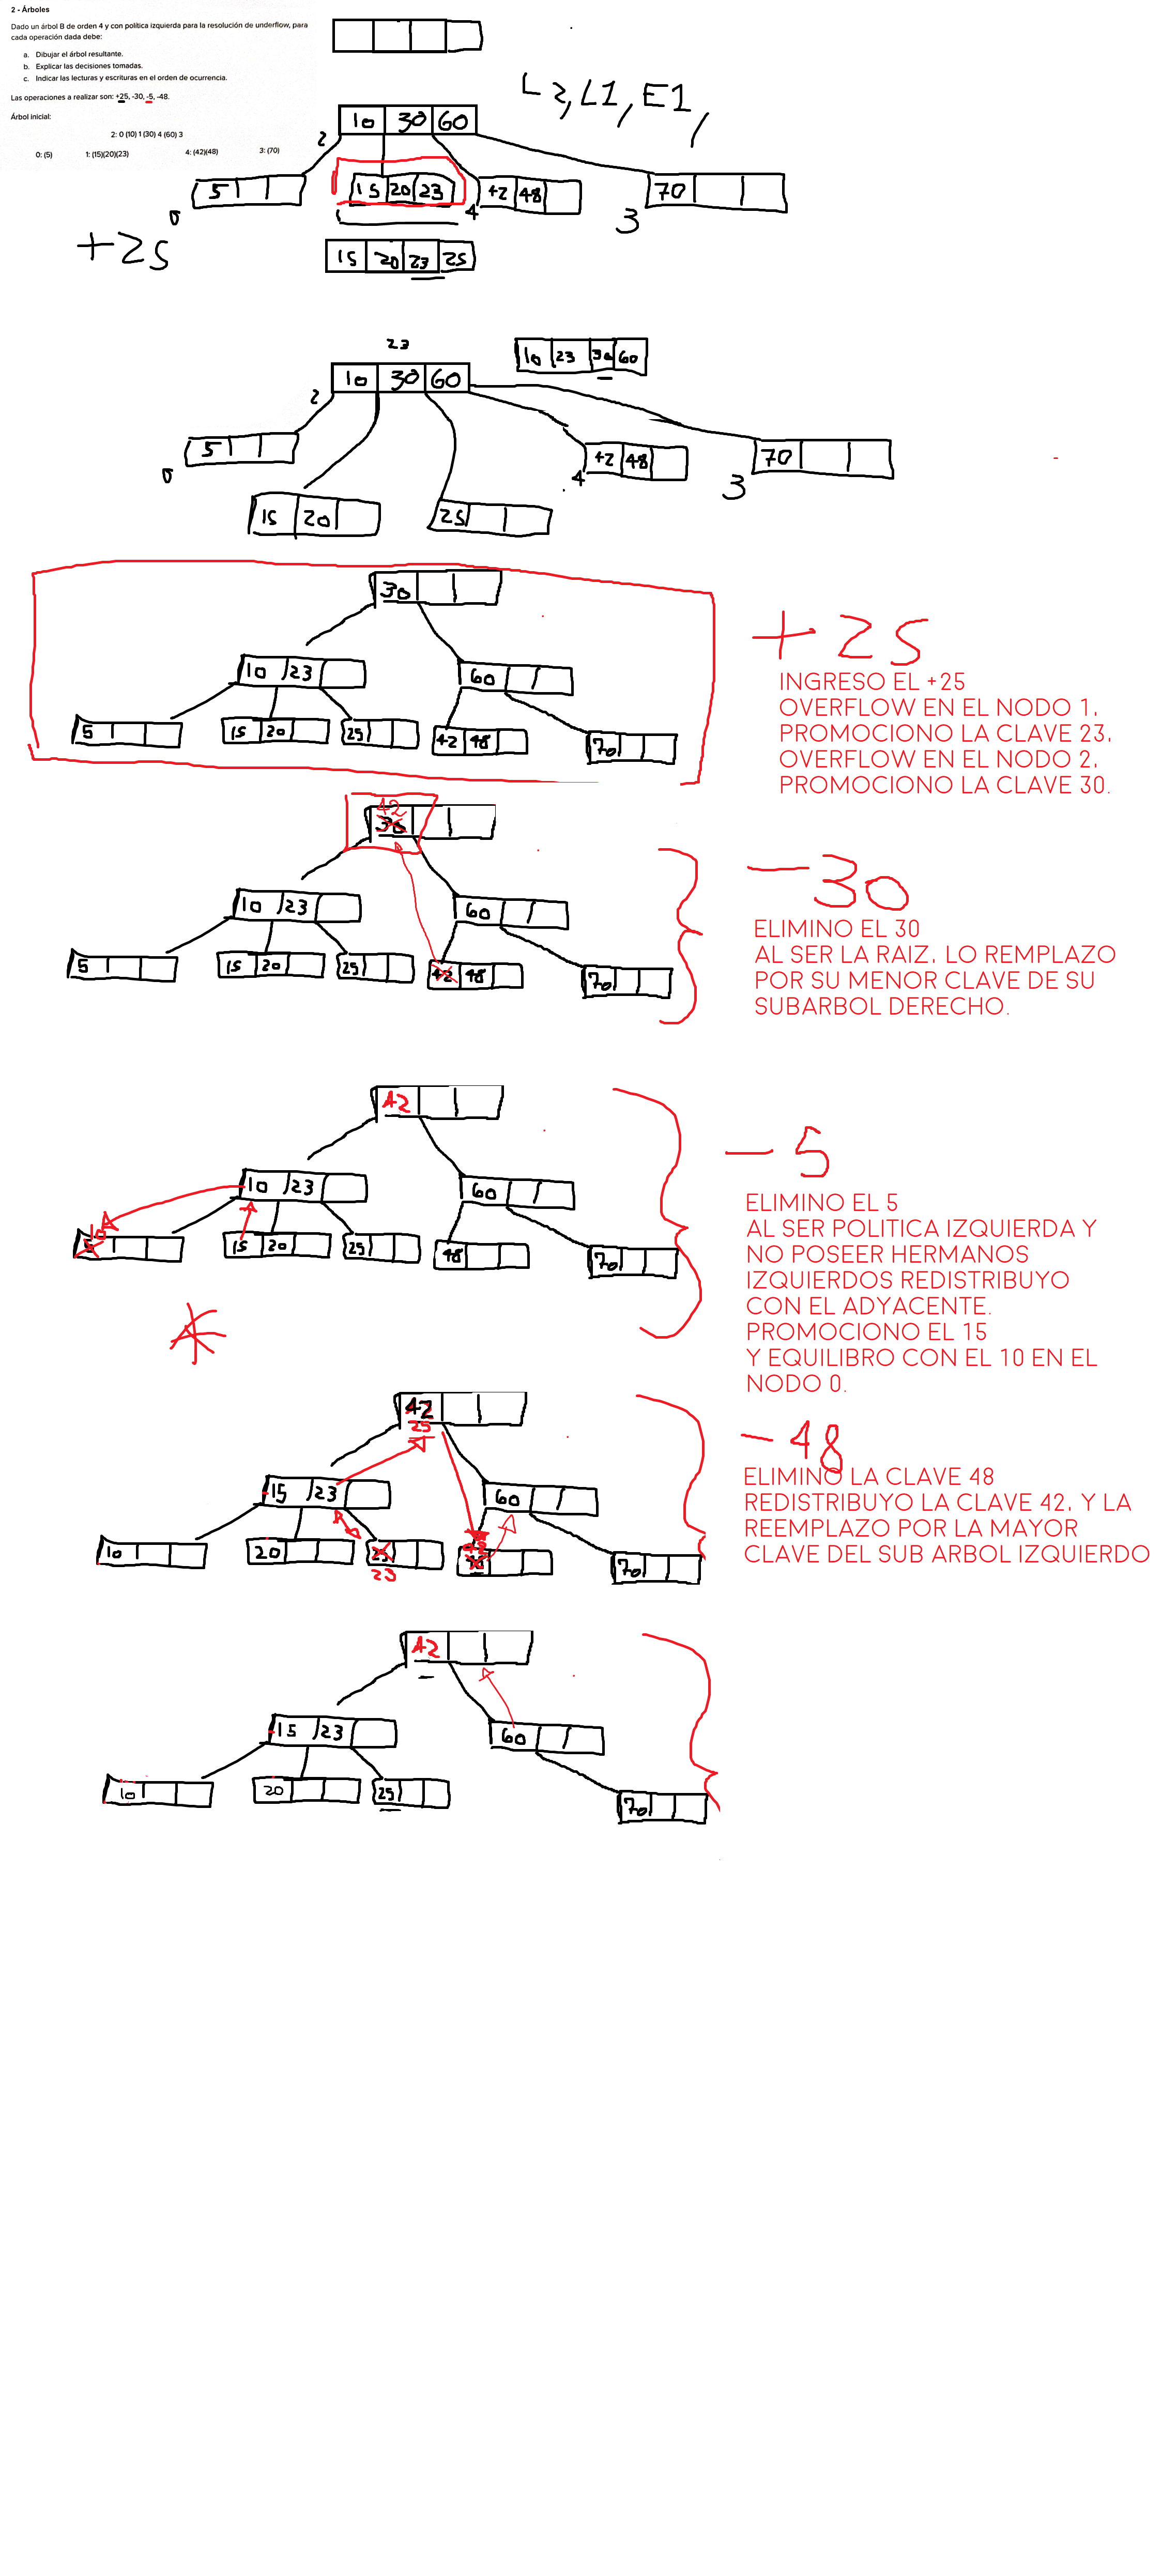 2 - Árboles
Dado un árbol B de orden 4 y con política izquierda para la resolución de underflow, para
cada operación dada debe:
a. Dibujar el árbol resultante.
b. Explicar las decisiones tomadas.
c. Indicar las lecturas y escrituras en el orden de ocurrencia.
Las operaciones a realizar son: +25, -30, -5, -48.
Árbol inicial:
2: 0 (10) 1 (30) 4 (60) 3
0: (5) 1: (15)(20)(23) 4: (42)(48) 3: (70)
L2, L1, E1,
10 30 60
2
5 15 20 23 42 48 70
0 4 3
+25
15 20 23 25
23
10 23 30 60
10 30 60
2
5 42 48 70
0 4 3
15 20 25
30
10 23 60
5 15 20 25 42 48 70
+25
INGRESO EL +25
OVERFLOW EN EL NODO 1,
PROMOCIONO LA CLAVE 23,
OVERFLOW EN EL NODO 2,
PROMOCIONO LA CLAVE 30.
42
30
10 23 60
5 15 20 25 42 48 70
-30
ELIMINO EL 30
AL SER LA RAIZ, LO REMPLAZO
POR SU MENOR CLAVE DE SU
SUBARBOL DERECHO.
42
10 23 60
10
5 15 20 25 48 70
-5
ELIMINO EL 5
AL SER POLITICA IZQUIERDA Y
NO POSEER HERMANOS
IZQUIERDOS REDISTRIBUYO
CON EL ADYACENTE.
PROMOCIONO EL 15
Y EQUILIBRO CON EL 10 EN EL
NODO 0.
42
25
15 23 60
10 20 25 70
23
-48
ELIMINO LA CLAVE 48
REDISTRIBUYO LA CLAVE 42, Y LA
REEMPLAZO POR LA MAYOR
CLAVE DEL SUB ARBOL IZQUIERDO
42
15 23 60
10 20 25 70